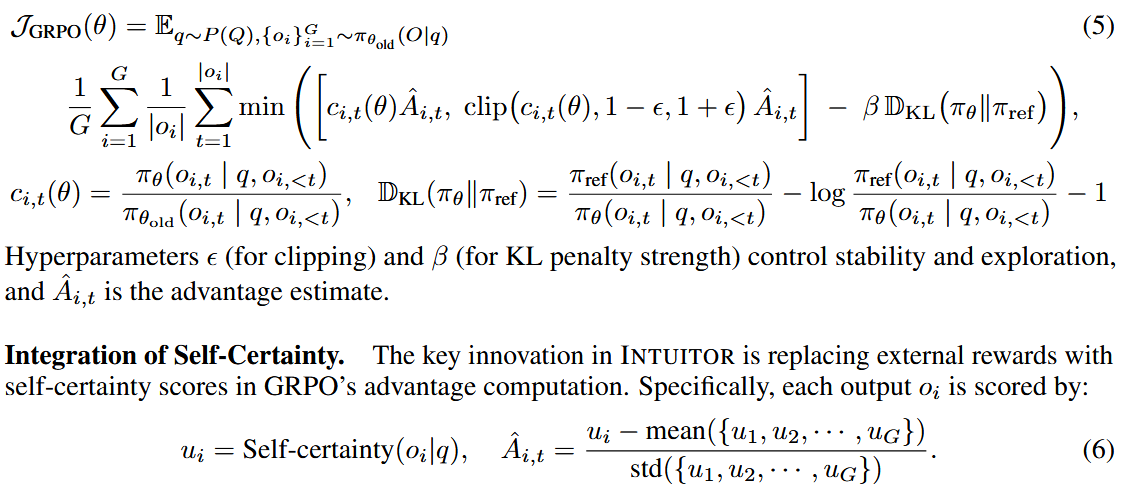 $\mathcal{J}_{\text{GRPO}}(\theta) = \mathbb{E}_{q \sim P(Q), \{o_i\}_{i=1}^{G} \sim \pi_{\theta_{\text{old}}}(O|q)}$ (5)
$\frac{1}{G} \sum_{i=1}^{G} \frac{1}{|o_i|} \sum_{t=1}^{|o_i|} \min \left( \left[ c_{i,t}(\theta) \hat{A}_{i,t}, \ \text{clip}\left(c_{i,t}(\theta), 1-\epsilon, 1+\epsilon\right) \hat{A}_{i,t} \right] - \beta \, \mathbb{D}_{\text{KL}}(\pi_\theta \| \pi_{\text{ref}}) \right),$
$c_{i,t}(\theta) = \frac{\pi_\theta(o_{i,t} \mid q, o_{i,<t})}{\pi_{\theta_{\text{old}}}(o_{i,t} \mid q, o_{i,<t})}, \quad \mathbb{D}_{\text{KL}}(\pi_\theta \| \pi_{\text{ref}}) = \frac{\pi_{\text{ref}}(o_{i,t} \mid q, o_{i,<t})}{\pi_\theta(o_{i,t} \mid q, o_{i,<t})} - \log \frac{\pi_{\text{ref}}(o_{i,t} \mid q, o_{i,<t})}{\pi_\theta(o_{i,t} \mid q, o_{i,<t})} - 1$
Hyperparameters $\epsilon$ (for clipping) and $\beta$ (for KL penalty strength) control stability and exploration,
and $\hat{A}_{i,t}$ is the advantage estimate.
Integration of Self-Certainty. The key innovation in INTUITOR is replacing external rewards with
self-certainty scores in GRPO's advantage computation. Specifically, each output $o_i$ is scored by:
$u_i = \text{Self-certainty}(o_i|q), \quad \hat{A}_{i,t} = \frac{u_i - \text{mean}(\{u_1, u_2, \cdots, u_G\})}{\text{std}(\{u_1, u_2, \cdots, u_G\})}.$ (6)